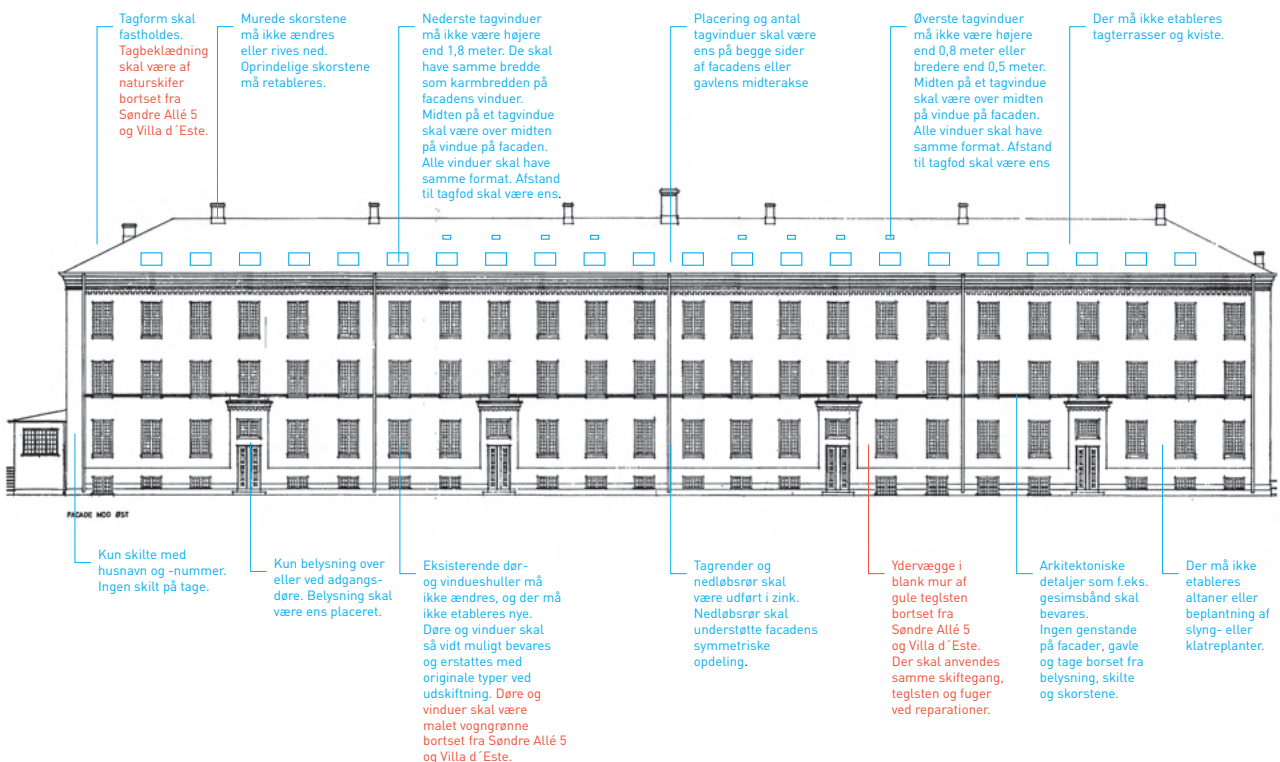 Tagform skal
fastholdes.
Tagbeklædning
skal være af
naturskifer
bortset fra
Søndre Allé 5
og Villa d´Este.
Murede skorstene
må ikke ændres
eller rives ned.
Oprindelige skorstene
må retableres.
Nederste tagvinduer
må ikke være højere
end 1,8 meter. De skal
have samme bredde
som karmbredden på
facadens vinduer.
Midten på et tagvindue
skal være over midten
på vindue på facaden.
Alle vinduer skal have
samme format. Afstand
til tagfod skal være ens.
Placering og antal
tagvinduer skal være
ens på begge sider
af facadens eller
gavlens midterakse
Øverste tagvinduer
må ikke være højere
end 0,8 meter eller
bredere end 0,5 meter.
Midten på et tagvindue
skal være over midten
på vindue på facaden.
Alle vinduer skal have
samme format. Afstand
til tagfod skal være ens
Der må ikke etableres
tagterrasser og kviste.
FACADE MOD ØST
Kun skilte med
husnavn og -nummer.
Ingen skilt på tage.
Kun belysning over
eller ved adgangs-
døre. Belysning skal
være ens placeret.
Eksisterende dør-
og vindueshuller må
ikke ændres, og der må
ikke etableres nye.
Døre og vinduer skal
så vidt muligt bevares
og erstattes med
originale typer ved
udskiftning. Døre og
vinduer skal være
malet vogngrønne
bortset fra Søndre Allé 5
og Villa d´Este.
Tagrender og
nedløbsrør skal
være udført i zink.
Nedløbsrør skal
understøtte facadens
symmetriske
opdeling.
Ydervægge i
blank mur af
gule teglsten
bortset fra
Søndre Allé 5
og Villa d´Este.
Der skal anvendes
samme skiftegang,
teglsten og fuger
ved reparationer.
Arkitektoniske
detaljer som f.eks.
gesimsbånd skal
bevares.
Ingen genstande
på facader, gavle
og tage borset fra
belysning, skilte
og skorstene.
Der må ikke
etableres
altaner eller
beplantning af
slyng- eller
klatreplanter.